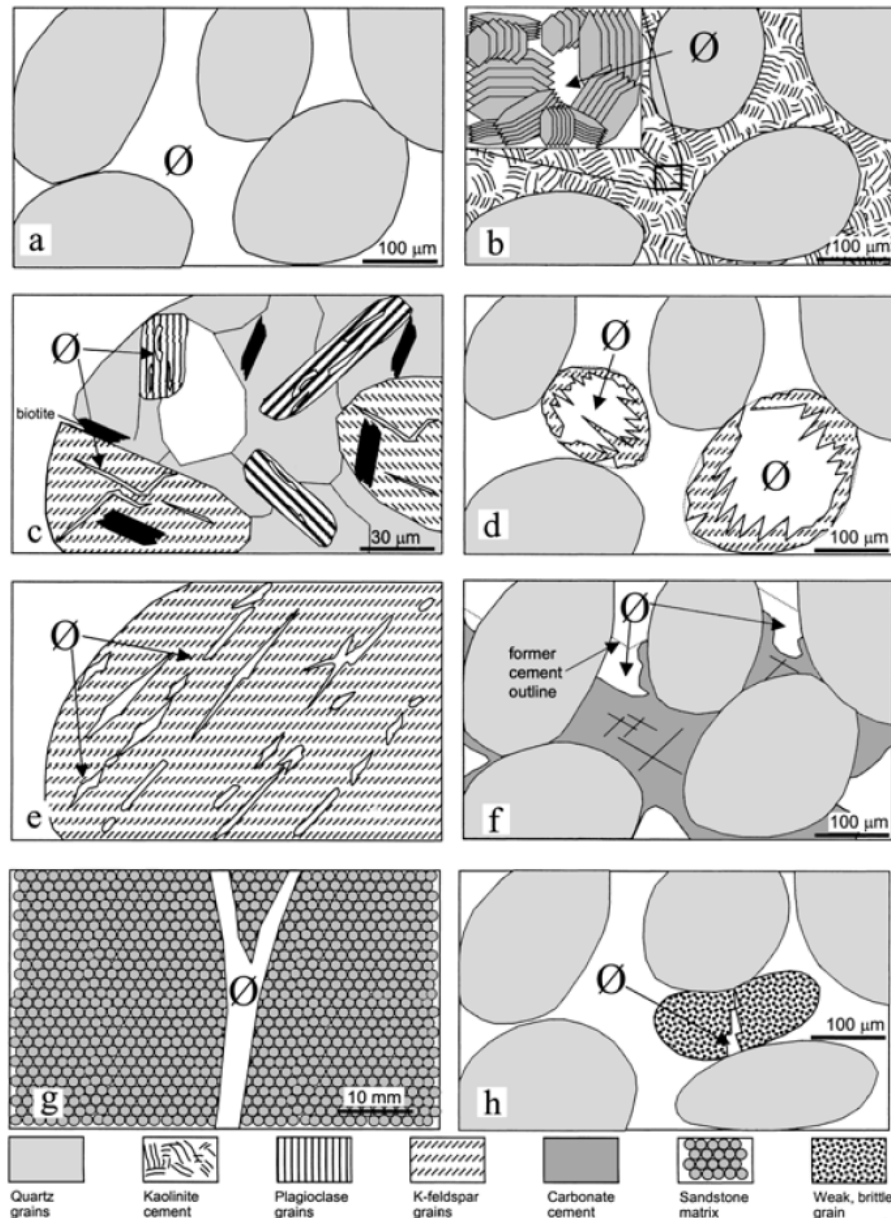 Ø
a
100 µm
Ø
b
100 µm
Ø
biotite
c
30 µm
Ø
Ø
d
100 µm
Ø
e
Ø
former
cement
outline
f
100 µm
Ø
g
10 mm
Ø
100 µm
h
Quartz
grains
Kaolinite
cement
Plagioclase
grains
K-feldspar
grains
Carbonate
cement
Sandstone
matrix
Weak, brittle
grain